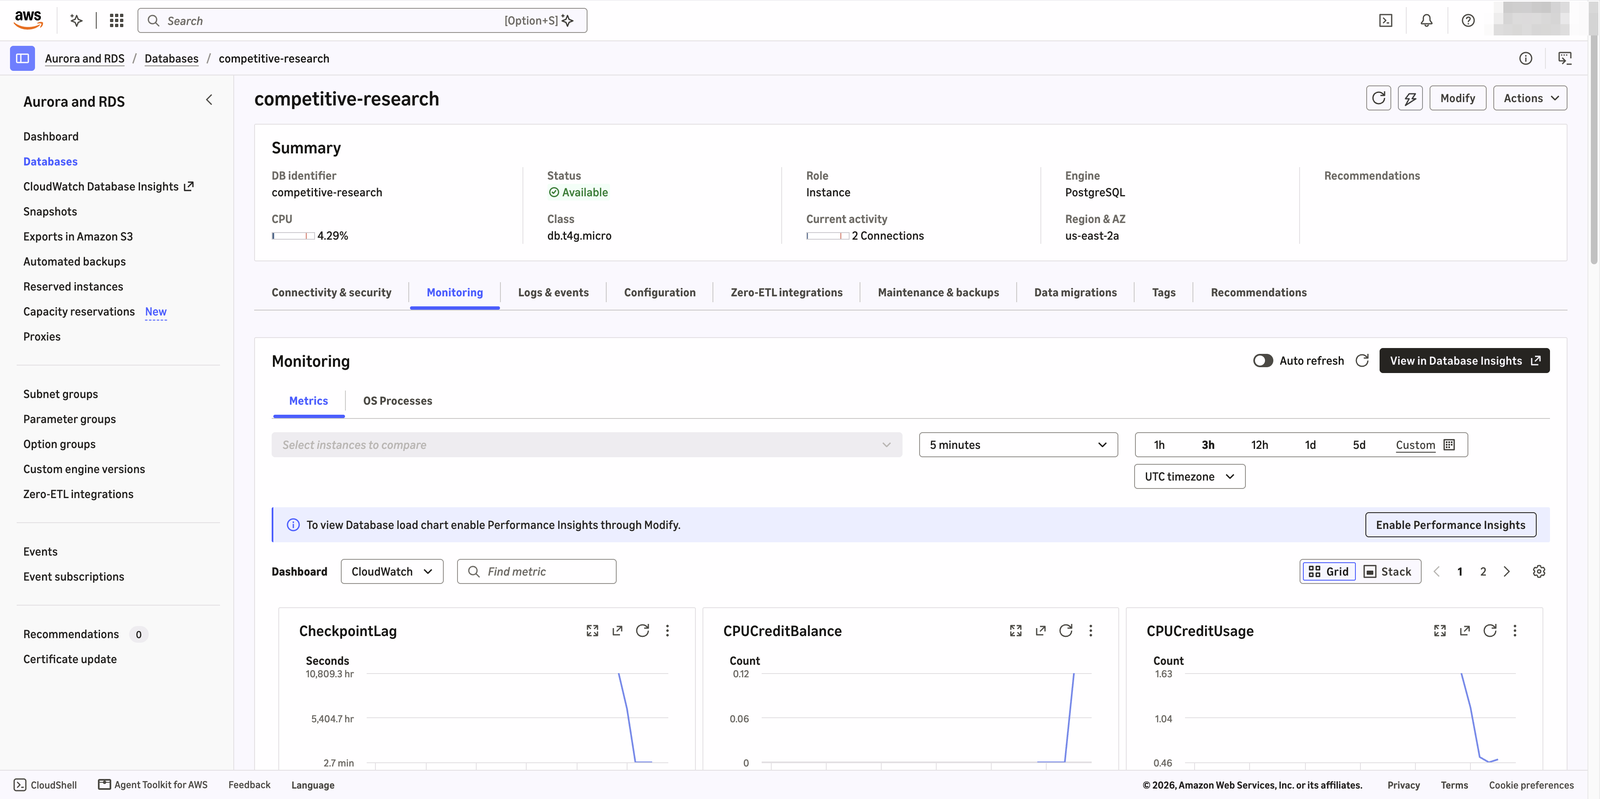 aws
Search [Option+S]
Aurora and RDS / Databases / competitive-research
Aurora and RDS
Dashboard
Databases
CloudWatch Database Insights
Snapshots
Exports in Amazon S3
Automated backups
Reserved instances
Capacity reservations New
Proxies
Subnet groups
Parameter groups
Option groups
Custom engine versions
Zero-ETL integrations
Events
Event subscriptions
Recommendations 0
Certificate update
competitive-research
Modify Actions
Summary
DB identifier
competitive-research
CPU
4.29%
Status
Available
Class
db.t4g.micro
Role
Instance
Current activity
2 Connections
Engine
PostgreSQL
Region & AZ
us-east-2a
Recommendations
Connectivity & security Monitoring Logs & events Configuration Zero-ETL integrations Maintenance & backups Data migrations Tags Recommendations
Monitoring
Auto refresh View in Database Insights
Metrics OS Processes
Select instances to compare 5 minutes 1h 3h 12h 1d 5d Custom
UTC timezone
To view Database load chart enable Performance Insights through Modify. Enable Performance Insights
Dashboard CloudWatch Find metric Grid Stack 1 2
CheckpointLag
Seconds
10,809.3 hr
5,404.7 hr
2.7 min
CPUCreditBalance
Count
0.12
0.06
0
CPUCreditUsage
Count
1.63
1.04
0.46
CloudShell Agent Toolkit for AWS Feedback Language © 2026, Amazon Web Services, Inc. or its affiliates. Privacy Terms Cookie preferences